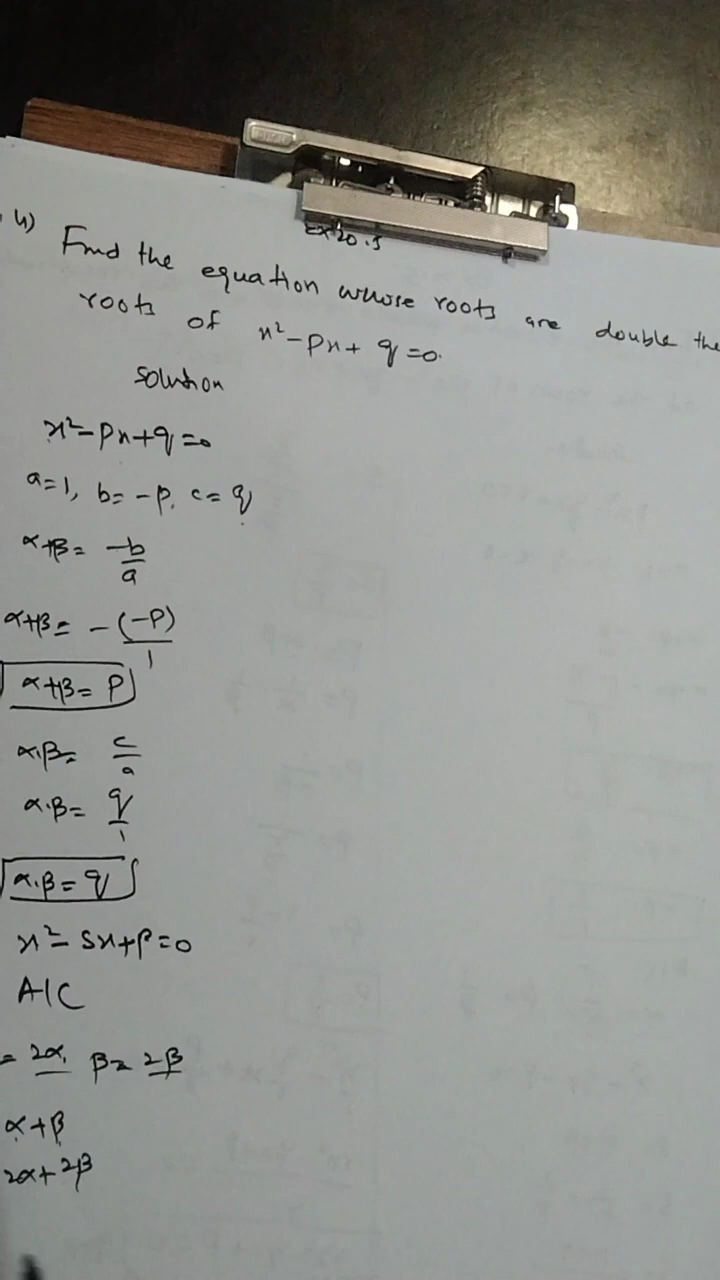 4) Find the equation whose roots are double the
Ex 20.5
roots of x² - px + q = 0.
Solution
x² - px + q = 0
a = 1, b = -p, c = q
α+β = -b/a
α+β = -(-p)/1
α+β = p
α.β = c/a
α.β = q/1
α.β = q
x² - Sx + P = 0
A/C
= 2α, β = 2β
α + β
2α + 2β